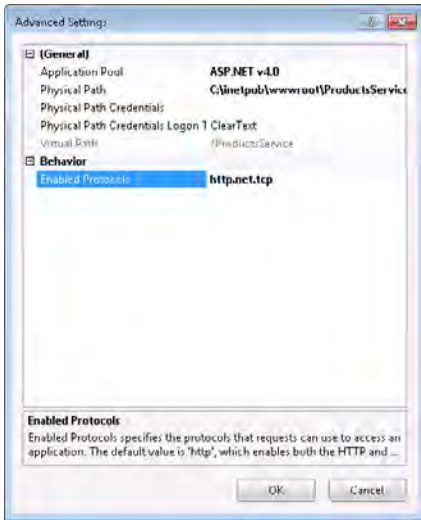 Advanced Settings
(General)
Application Pool ASP.NET v4.0
Physical Path C:\inetpub\wwwroot\ProductsService
Physical Path Credentials
Physical Path Credentials Logon T ClearText
Virtual Path /ProductsService
Behavior
Enabled Protocols http.net.tcp
Enabled Protocols
Enabled Protocols specifies the protocols that requests can use to access an
application. The default value is 'http', which enables both the HTTP and ...
OK
Cancel